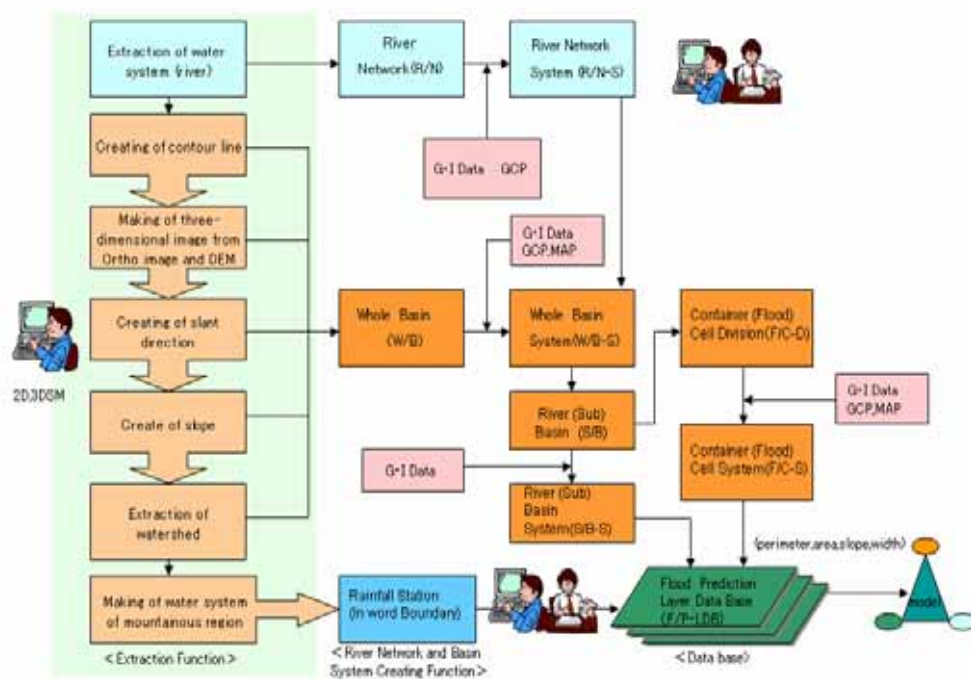 Extraction of water
system (river)
River
Network(R/N)
River Network
System (R/N-S)
Creating of contour line
G・I Data GCP
Making of three-
dimensional image from
Ortho image and DEM
G・I Data
GCP,MAP
Creating of slant
direction
Whole Basin
(W/B)
Whole Basin
System(W/B-S)
Container (Flood)
Cell Division(F/C-D)
2D,3DSM
G・I Data
GCP,MAP
Create of slope
River (Sub)
Basin (S/B)
Container (Flood)
Cell System(F/C-S)
G・I Data
Extraction of
watershed
River (Sub)
Basin
System(S/B-S)
(perimeter,area,slope,width)
Making of water system
of mountainous region
Rainfall Station
(In word Boundary)
Flood Prediction
Layer Data Base
(F/P-LDB)
model
<Extraction Function>
<River Network and Basin
System Creating Function>
<Data base>